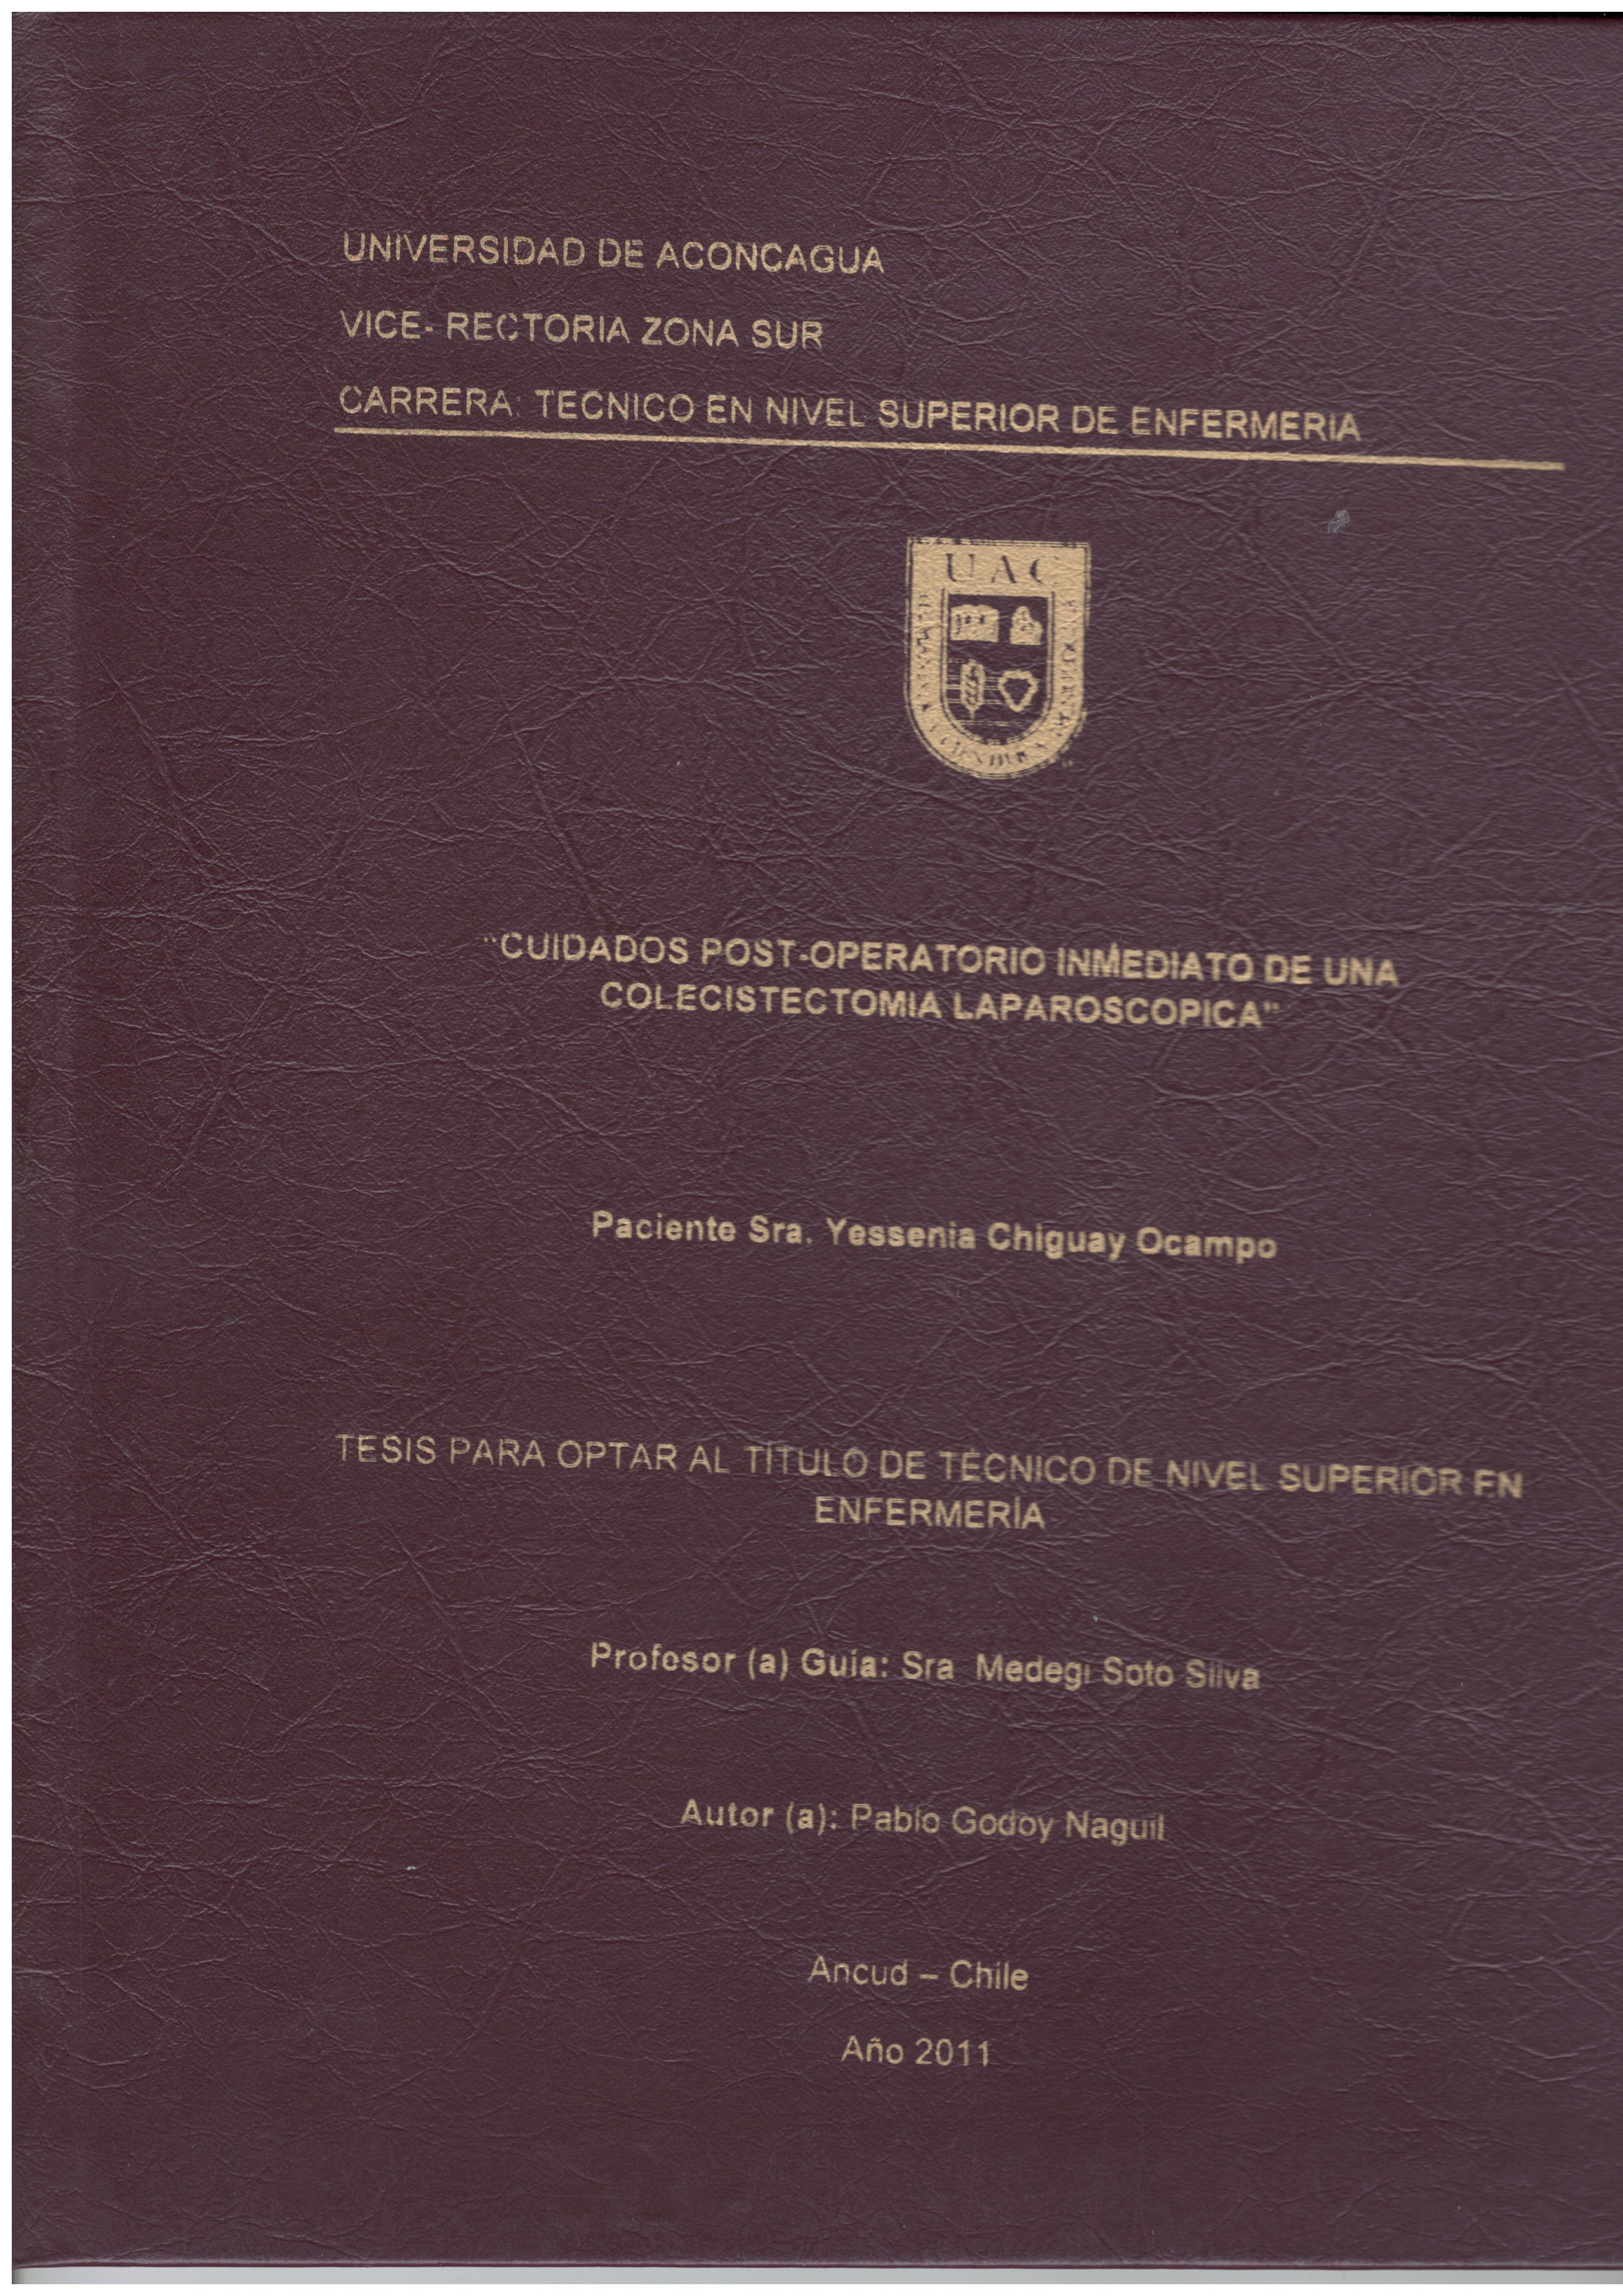 UNIVERSIDAD DE ACONCAGUA
VICE- RECTORIA ZONA SUR
CARRERA: TECNICO EN NIVEL SUPERIOR DE ENFERMERIA
UAC
"CUIDADOS POST-OPERATORIO INMEDIATO DE UNA
COLECISTECTOMIA LAPAROSCOPICA"
Paciente Sra. Yessenia Chiguay Ocampo
TESIS PARA OPTAR AL TÍTULO DE TÉCNICO DE NIVEL SUPERIOR EN
ENFERMERÍA
Profesor (a) Guia: Sra Medegi Soto Silva
Autor (a): Pablo Godoy Naguil
Ancud – Chile
Año 2011